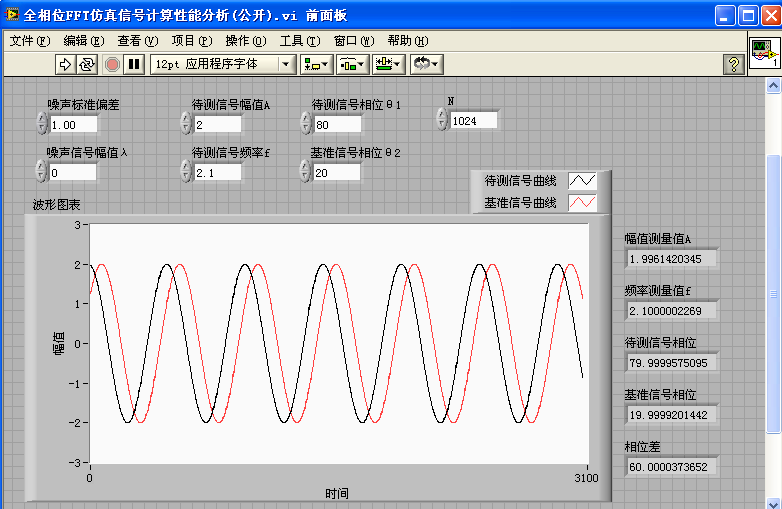 全相位FFT仿真信号计算性能分析(公开).vi 前面板
文件(F) 编辑(E) 查看(V) 项目(P) 操作(O) 工具(T) 窗口(W) 帮助(H)
12pt 应用程序字体
?
1
噪声标准偏差 待测信号幅值A 待测信号相位θ1 N
1.00 2 80 1024
噪声信号幅值λ 待测信号频率f 基准信号相位θ2
0 2.1 20
待测信号曲线
基准信号曲线
波形图表
幅值
3
2
1
0
-1
-2
-3
0 3100
时间
幅值测量值A
1.9961420345
频率测量值f
2.1000002269
待测信号相位
79.9999575095
基准信号相位
19.9999201442
相位差
60.0000373652